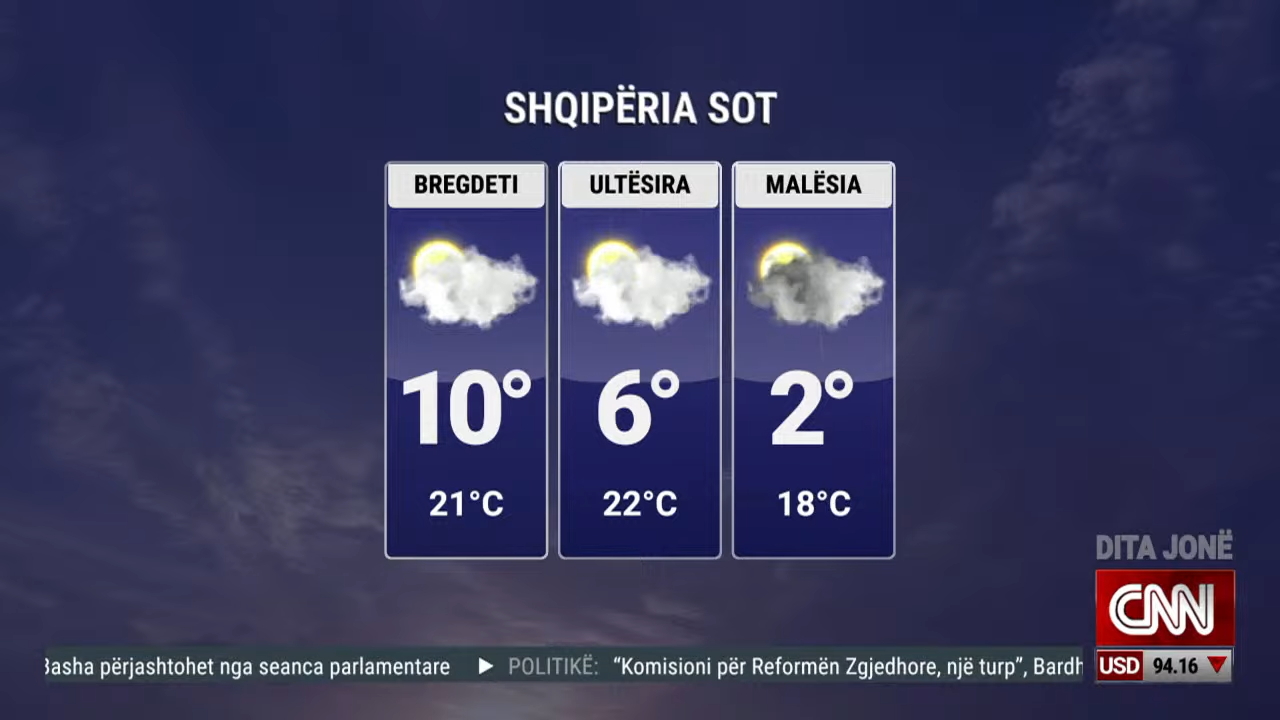 SHQIPËRIA SOT
BREGDETI
ULTËSIRA
MALËSIA
10°
6°
2°
21°C
22°C
18°C
DITA JONË
CNN
asha përjashtohet nga seanca parlamentare ▶ POLITIKË: “Komisioni për Reformën Zgjedhore, një turp”, Bardh
USD 94.16 ▼